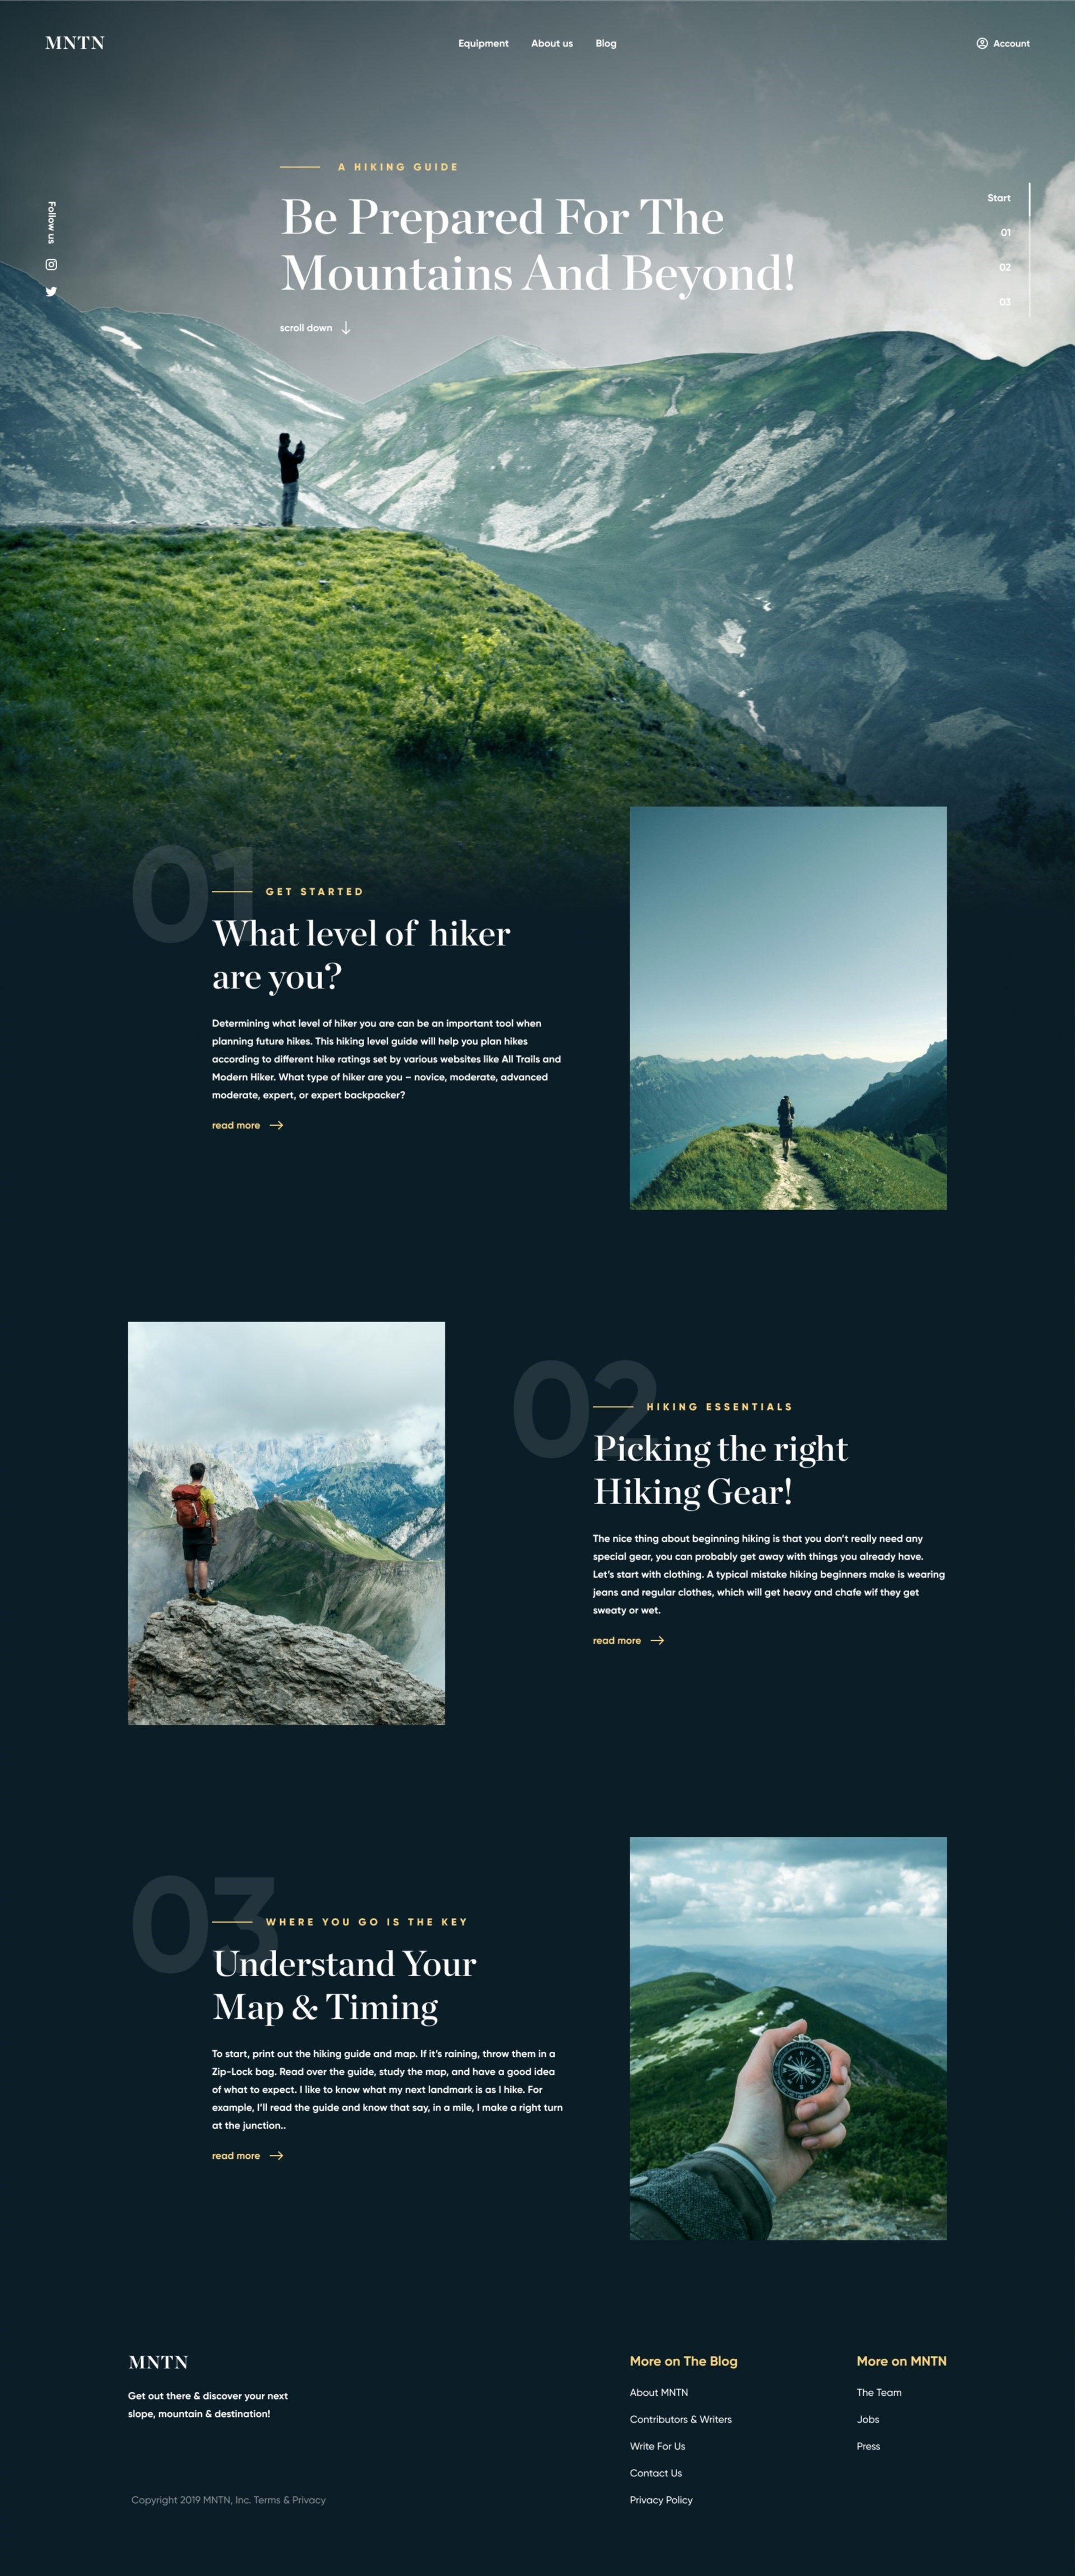 MNTN
Equipment
About us
Blog
Account
A HIKING GUIDE
Be Prepared For The
Mountains And Beyond!
scroll down
Follow us
Start
01
02
03
01
GET STARTED
What level of hiker
are you?
Determining what level of hiker you are can be an important tool when
planning future hikes. This hiking level guide will help you plan hikes
according to different hike ratings set by various websites like All Trails and
Modern Hiker. What type of hiker are you – novice, moderate, advanced
moderate, expert, or expert backpacker?
read more
02
HIKING ESSENTIALS
Picking the right
Hiking Gear!
The nice thing about beginning hiking is that you don’t really need any
special gear, you can probably get away with things you already have.
Let’s start with clothing. A typical mistake hiking beginners make is wearing
jeans and regular clothes, which will get heavy and chafe wif they get
sweaty or wet.
read more
03
WHERE YOU GO IS THE KEY
Understand Your
Map & Timing
To start, print out the hiking guide and map. If it’s raining, throw them in a
Zip-Lock bag. Read over the guide, study the map, and have a good idea
of what to expect. I like to know what my next landmark is as I hike. For
example, I’ll read the guide and know that say, in a mile, I make a right turn
at the junction..
read more
MNTN
Get out there & discover your next
slope, mountain & destination!
Copyright 2019 MNTN, Inc. Terms & Privacy
More on The Blog
About MNTN
Contributors & Writers
Write For Us
Contact Us
Privacy Policy
More on MNTN
The Team
Jobs
Press